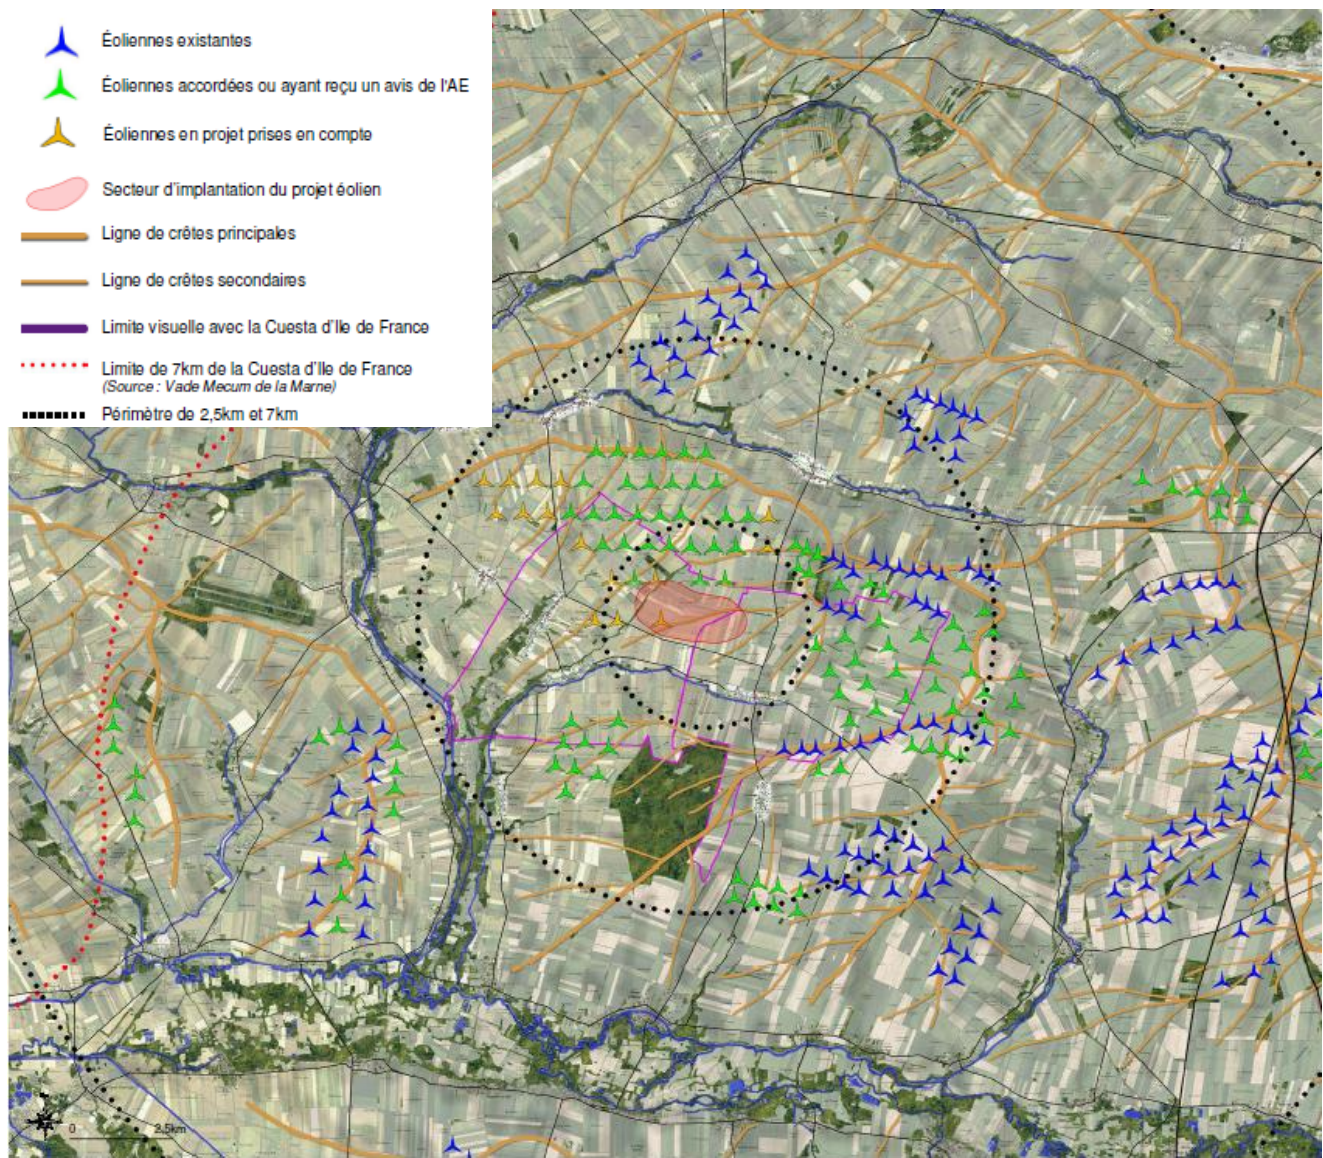 Éoliennes existantes
Éoliennes accordées ou ayant reçu un avis de l'AE
Éoliennes en projet prises en compte
Secteur d'implantation du projet éolien
Ligne de crêtes principales
Ligne de crêtes secondaires
Limite visuelle avec la Cuesta d'Ile de France
Limite de 7km de la Cuesta d'Ile de France
(Source : Vade Mecum de la Marne)
Périmètre de 2,5km et 7km
0 2,5km